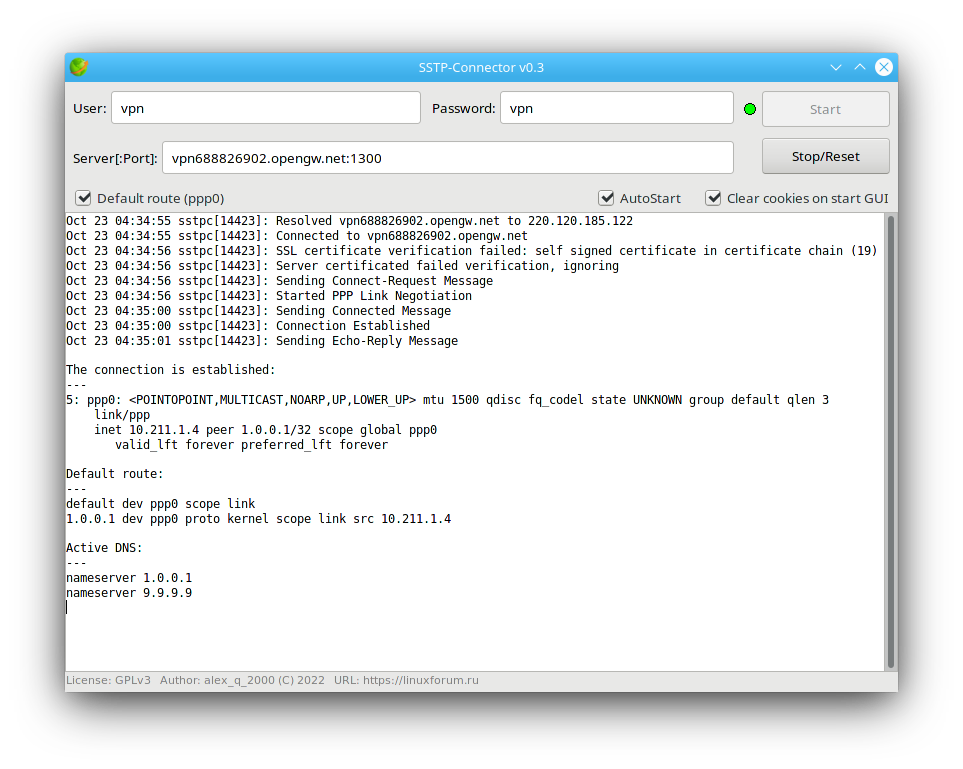 SSTP-Connector v0.3
User: vpn Password: vpn Start
Server[:Port]: vpn688826902.opengw.net:1300 Stop/Reset
Default route (ppp0) AutoStart Clear cookies on start GUI
Oct 23 04:34:55 sstpc[14423]: Resolved vpn688826902.opengw.net to 220.120.185.122
Oct 23 04:34:55 sstpc[14423]: Connected to vpn688826902.opengw.net
Oct 23 04:34:56 sstpc[14423]: SSL certificate verification failed: self signed certificate in certificate chain (19)
Oct 23 04:34:56 sstpc[14423]: Server certificated failed verification, ignoring
Oct 23 04:34:56 sstpc[14423]: Sending Connect-Request Message
Oct 23 04:34:56 sstpc[14423]: Started PPP Link Negotiation
Oct 23 04:35:00 sstpc[14423]: Sending Connected Message
Oct 23 04:35:00 sstpc[14423]: Connection Established
Oct 23 04:35:01 sstpc[14423]: Sending Echo-Reply Message
The connection is established:
---
5: ppp0: <POINTOPOINT,MULTICAST,NOARP,UP,LOWER_UP> mtu 1500 qdisc fq_codel state UNKNOWN group default qlen 3
link/ppp
inet 10.211.1.4 peer 1.0.0.1/32 scope global ppp0
valid_lft forever preferred_lft forever
Default route:
---
default dev ppp0 scope link
1.0.0.1 dev ppp0 proto kernel scope link src 10.211.1.4
Active DNS:
---
nameserver 1.0.0.1
nameserver 9.9.9.9
License: GPLv3 Author: alex_q_2000 (C) 2022 URL: https://linuxforum.ru